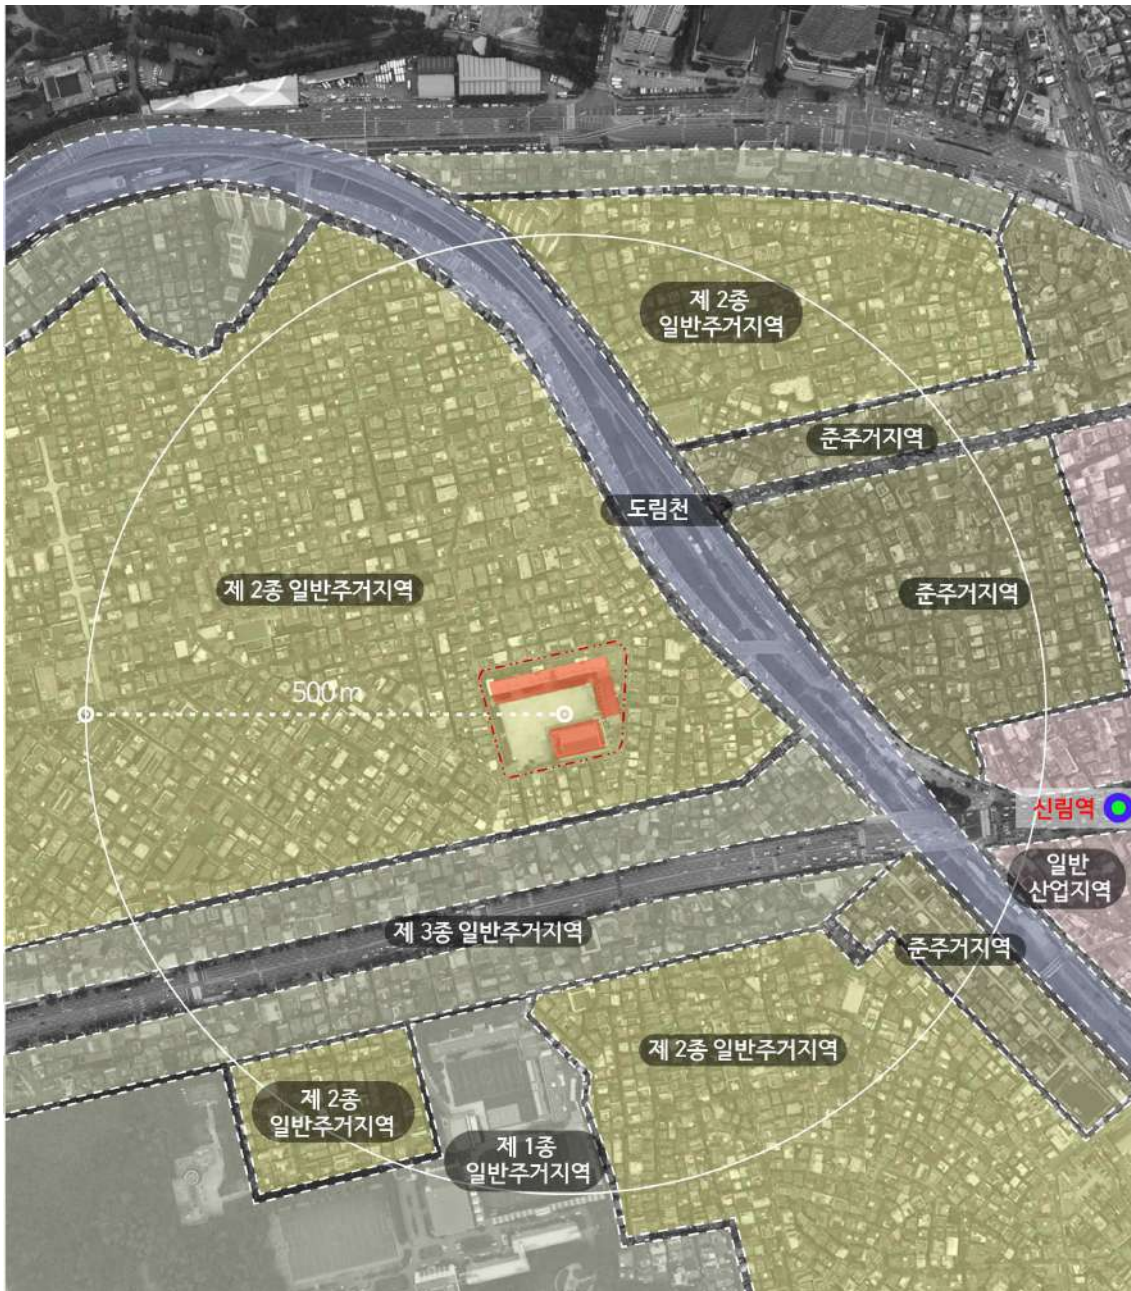 제 2종
일반주거지역
준주거지역
도림천
제 2종 일반주거지역
준주거지역
500m
신림역
일반
산업지역
제 3종 일반주거지역
준주거지역
제 2종 일반주거지역
제 2종
일반주거지역
제 1종
일반주거지역